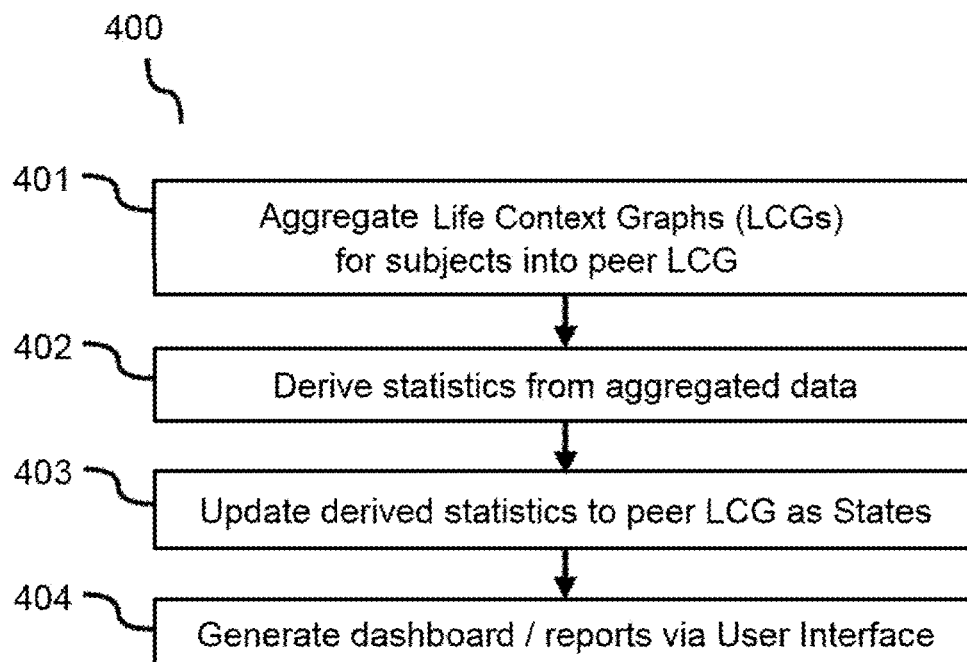 400
401
Aggregate Life Context Graphs (LCGs)
for subjects into peer LCG
402
Derive statistics from aggregated data
403
Update derived statistics to peer LCG as States
404
Generate dashboard / reports via User Interface